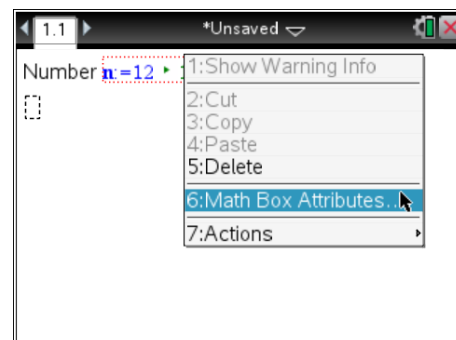 1.1 *Unsaved
Number n:=12
1:Show Warning Info
2:Cut
3:Copy
4:Paste
5:Delete
6:Math Box Attributes...
7:Actions